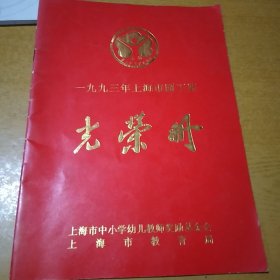 一九九三年上海市园丁奖
光荣册
上海市中小学幼儿教师奖励基金会
上海市教育局